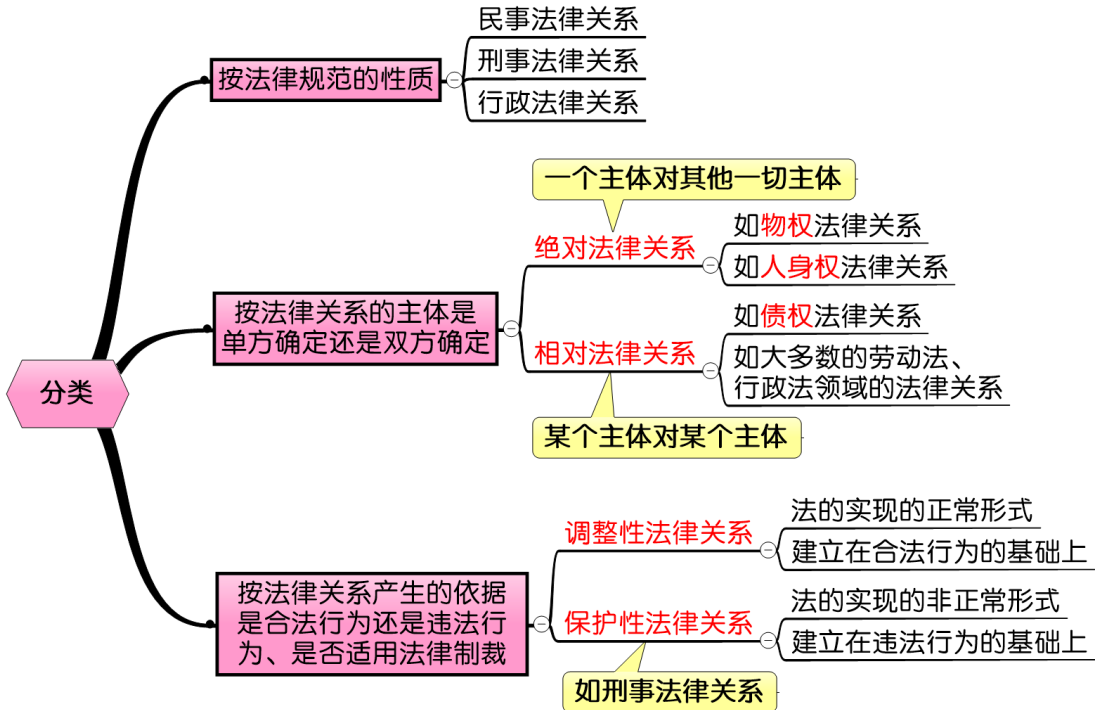 分类
按法律规范的性质
民事法律关系
刑事法律关系
行政法律关系
按法律关系的主体是
单方确定还是双方确定
一个主体对其他一切主体
绝对法律关系
如物权法律关系
如人身权法律关系
相对法律关系
如债权法律关系
如大多数的劳动法、
行政法领域的法律关系
某个主体对某个主体
按法律关系产生的依据
是合法行为还是违法行
为、是否适用法律制裁
调整性法律关系
法的实现的正常形式
建立在合法行为的基础上
保护性法律关系
法的实现的非正常形式
建立在违法行为的基础上
如刑事法律关系